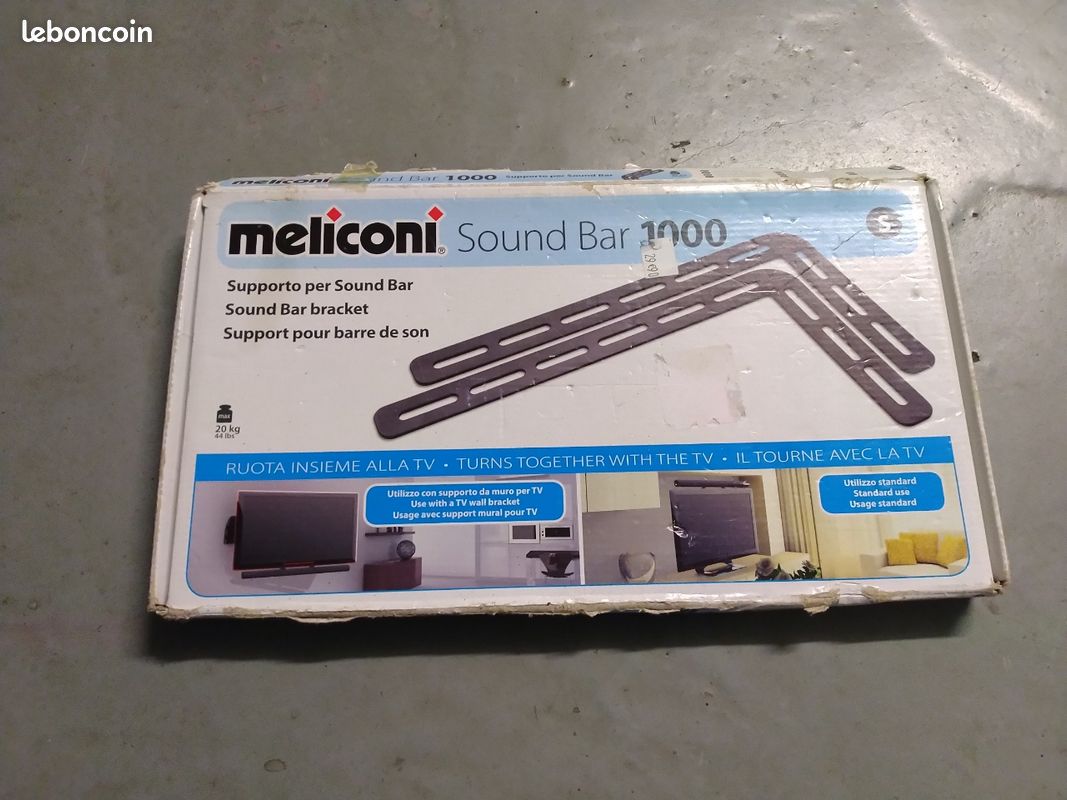 leboncoin
meliconi Sound Bar 1000 Supporto per Sound Bar
meliconi® Sound Bar 1000
Supporto per Sound Bar
Sound Bar bracket
Support pour barre de son
max
20 kg
44 lbs
RUOTA INSIEME ALLA TV • TURNS TOGETHER WITH THE TV • IL TOURNE AVEC LA TV
Utilizzo con supporto da muro per TV
Use with a TV wall bracket
Usage avec support mural pour TV
Utilizzo standard
Standard use
Usage standard